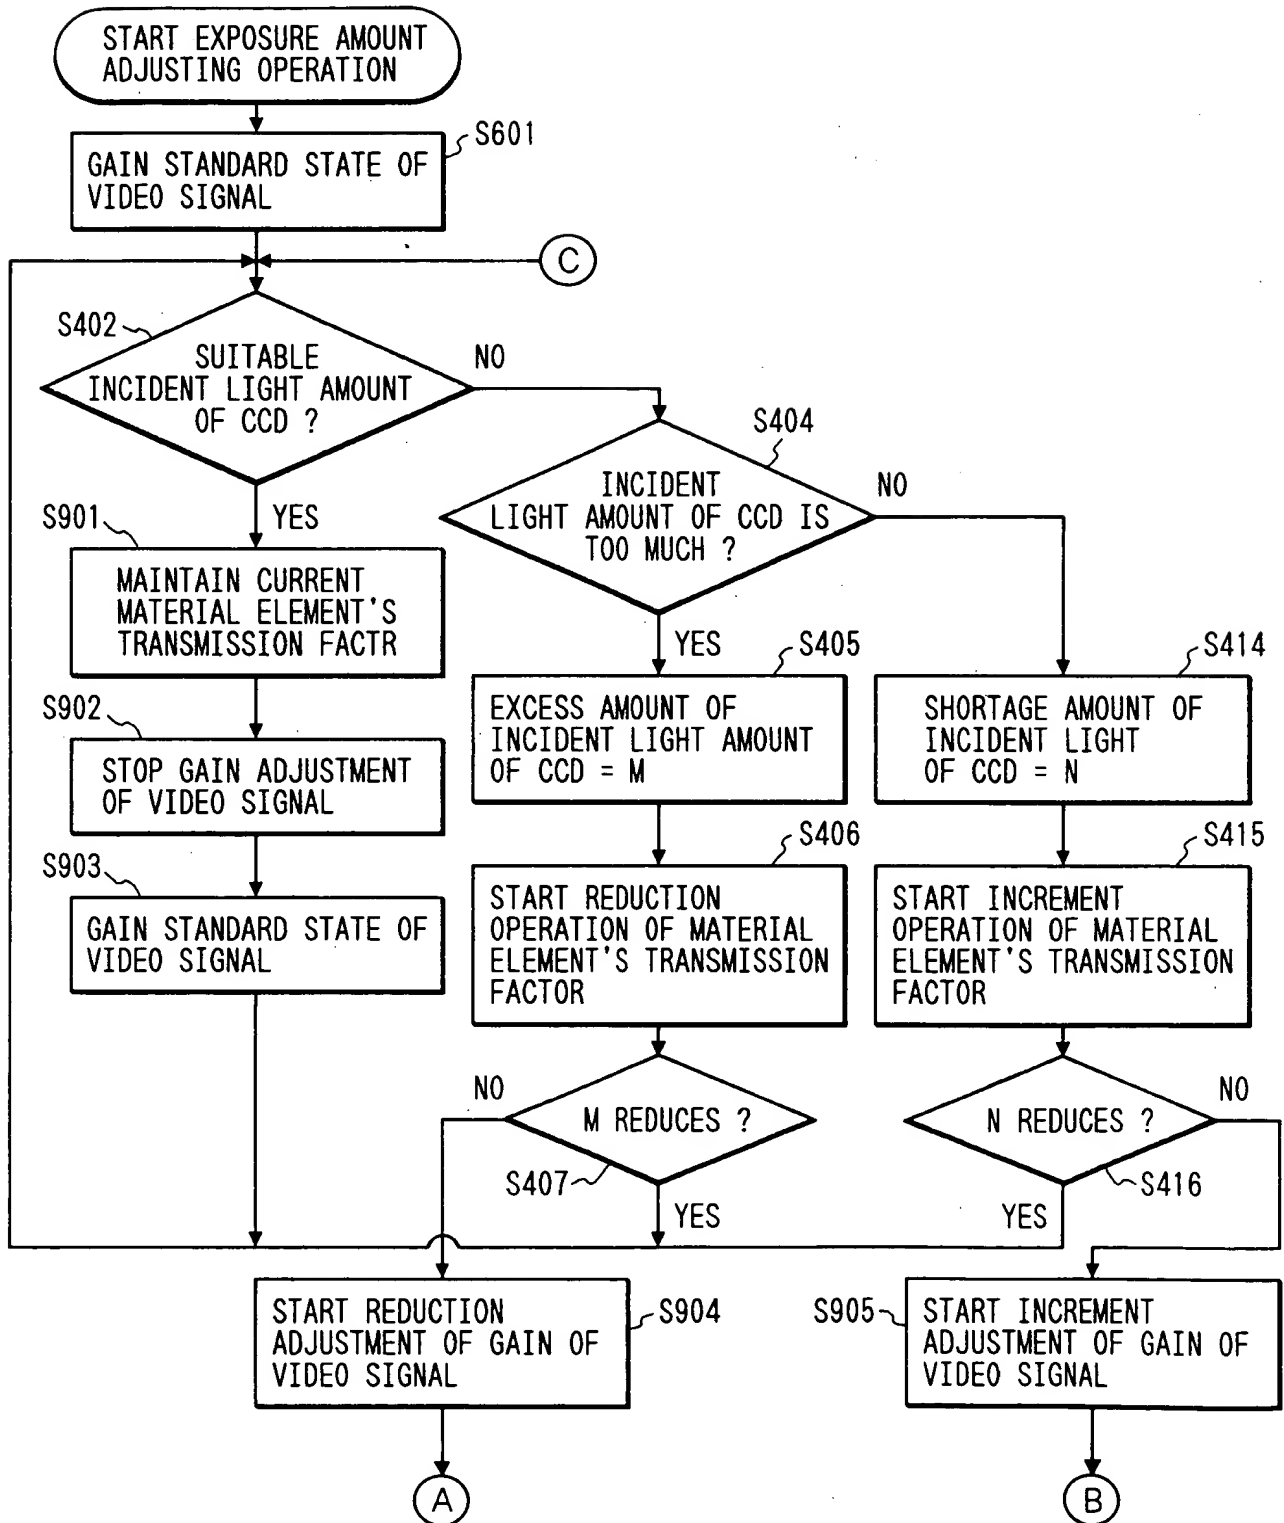 START EXPOSURE AMOUNT
ADJUSTING OPERATION
S601
GAIN STANDARD STATE OF
VIDEO SIGNAL
C
S402
SUITABLE
INCIDENT LIGHT AMOUNT
OF CCD ?
NO
YES
S404
INCIDENT
LIGHT AMOUNT OF CCD IS
TOO MUCH ?
NO
YES
S901
MAINTAIN CURRENT
MATERIAL ELEMENT'S
TRANSMISSION FACTR
S902
STOP GAIN ADJUSTMENT
OF VIDEO SIGNAL
S903
GAIN STANDARD STATE OF
VIDEO SIGNAL
S405
EXCESS AMOUNT OF
INCIDENT LIGHT AMOUNT
OF CCD = M
S406
START REDUCTION
OPERATION OF MATERIAL
ELEMENT'S TRANSMISSION
FACTOR
NO
M REDUCES ?
S407
YES
S414
SHORTAGE AMOUNT OF
INCIDENT LIGHT
OF CCD = N
S415
START INCREMENT
OPERATION OF MATERIAL
ELEMENT'S TRANSMISSION
FACTOR
NO
N REDUCES ?
S416
YES
START REDUCTION
ADJUSTMENT OF GAIN OF
VIDEO SIGNAL
S904
A
S905
START INCREMENT
ADJUSTMENT OF GAIN OF
VIDEO SIGNAL
B